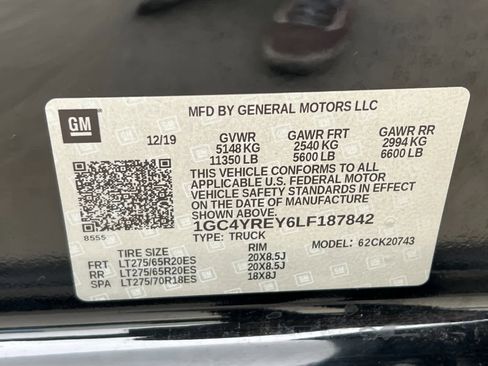 GM
MFD BY GENERAL MOTORS LLC
12/19 GVWR GAWR FRT GAWR RR
5148 KG 2540 KG 2994 KG
11350 LB 5600 LB 6600 LB
THIS VEHICLE CONFORMS TO ALL
APPLICABLE U.S. FEDERAL MOTOR
VEHICLE SAFETY STANDARDS IN EFFECT
ON THE DATE OF MANUFACTURE
SHOWN ABOVE.
1GC4YREY6LF187842
8555 TYPE: TRUCK MODEL: 62CK20743
TIRE SIZE RIM
FRT LT275/65R20ES 20X8.5J
RR LT275/65R20ES 20X8.5J
SPA LT275/70R18ES 18X8J